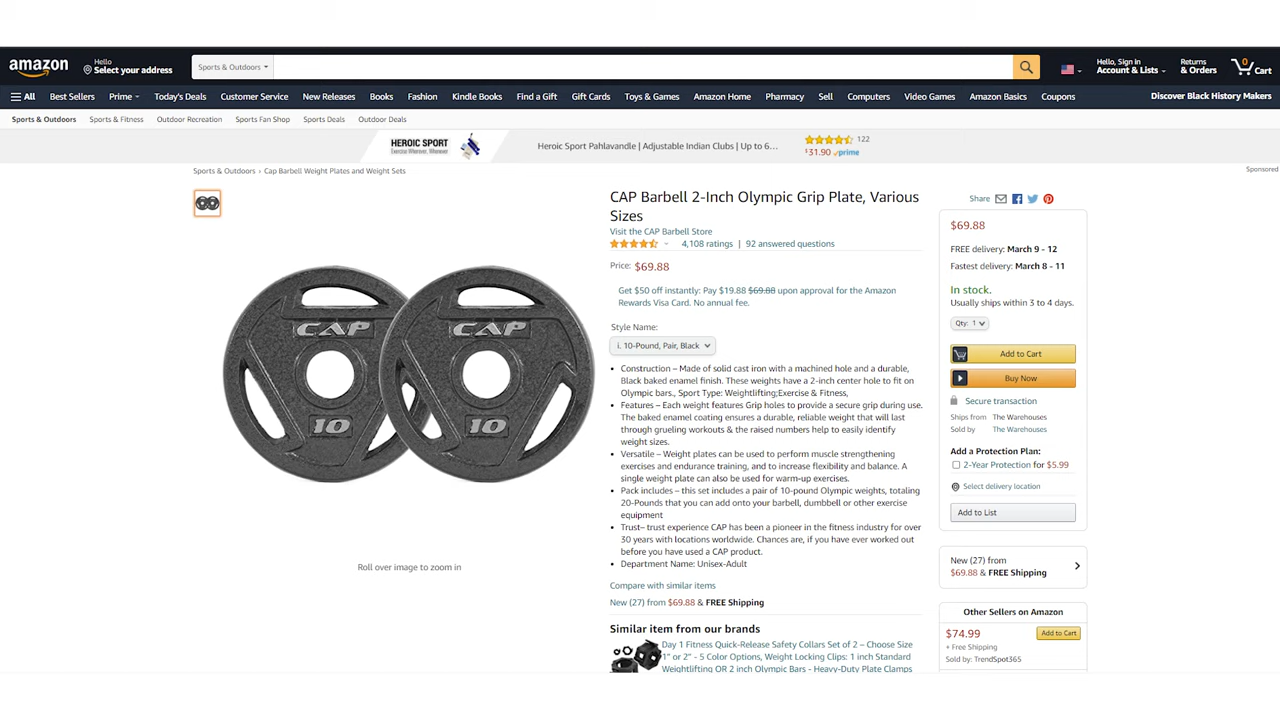 amazon
Hello
Select your address
Sports & Outdoors
Hello, Sign in
Account & Lists
Returns
& Orders
0
Cart
All
Best Sellers
Prime
Today's Deals
Customer Service
New Releases
Books
Fashion
Kindle Books
Find a Gift
Gift Cards
Toys & Games
Amazon Home
Pharmacy
Sell
Computers
Video Games
Amazon Basics
Coupons
Discover Black History Makers
Sports & Outdoors
Sports & Fitness
Outdoor Recreation
Sports Fan Shop
Sports Deals
Outdoor Deals
HEROIC SPORT
Heroic Sport Pahlavandle | Adjustable Indian Clubs | Up to 6...
122
$31.90 prime
Sponsored
Sports & Outdoors › Cap Barbell Weight Plates and Weight Sets
CAP
10
CAP
10
Roll over image to zoom in
CAP Barbell 2-Inch Olympic Grip Plate, Various
Sizes
Visit the CAP Barbell Store
4,108 ratings | 92 answered questions
Price: $69.88
Get $50 off instantly: Pay $19.88 $69.88 upon approval for the Amazon
Rewards Visa Card. No annual fee.
Style Name:
i. 10-Pound, Pair, Black
• Construction – Made of solid cast iron with a machined hole and a durable,
Black baked enamel finish. These weights have a 2-inch center hole to fit on
Olympic bars., Sport Type: Weightlifting;Exercise & Fitness,
• Features – Each weight features Grip holes to provide a secure grip during use.
The baked enamel coating ensures a durable, reliable weight that will last
through grueling workouts & the raised numbers help to easily identify
weight sizes.
• Versatile – Weight plates can be used to perform muscle strengthening
exercises and endurance training, and to increase flexibility and balance. A
single weight plate can also be used for warm-up exercises.
• Pack includes – this set includes a pair of 10-pound Olympic weights, totaling
20-Pounds that you can add onto your barbell, dumbbell or other exercise
equipment
• Trust– trust experience CAP has been a pioneer in the fitness industry for over
30 years with locations worldwide. Chances are, if you have ever worked out
before you have used a CAP product.
• Department Name: Unisex-Adult
Compare with similar items
New (27) from $69.88 & FREE Shipping
Similar item from our brands
Day 1 Fitness Quick-Release Safety Collars Set of 2 – Choose Size
1" or 2" - 5 Color Options, Weight Locking Clips: 1 inch Standard
Weightlifting OR 2 inch Olympic Bars - Heavy-Duty Plate Clamps
Share
$69.88
FREE delivery: March 9 - 12
Fastest delivery: March 8 - 11
In stock.
Usually ships within 3 to 4 days.
Qty: 1
Add to Cart
Buy Now
Secure transaction
Ships from The Warehouses
Sold by The Warehouses
Add a Protection Plan:
2-Year Protection for $5.99
Select delivery location
Add to List
New (27) from
$69.88 & FREE Shipping
Other Sellers on Amazon
$74.99
Add to Cart
+ Free Shipping
Sold by: TrendSpot365